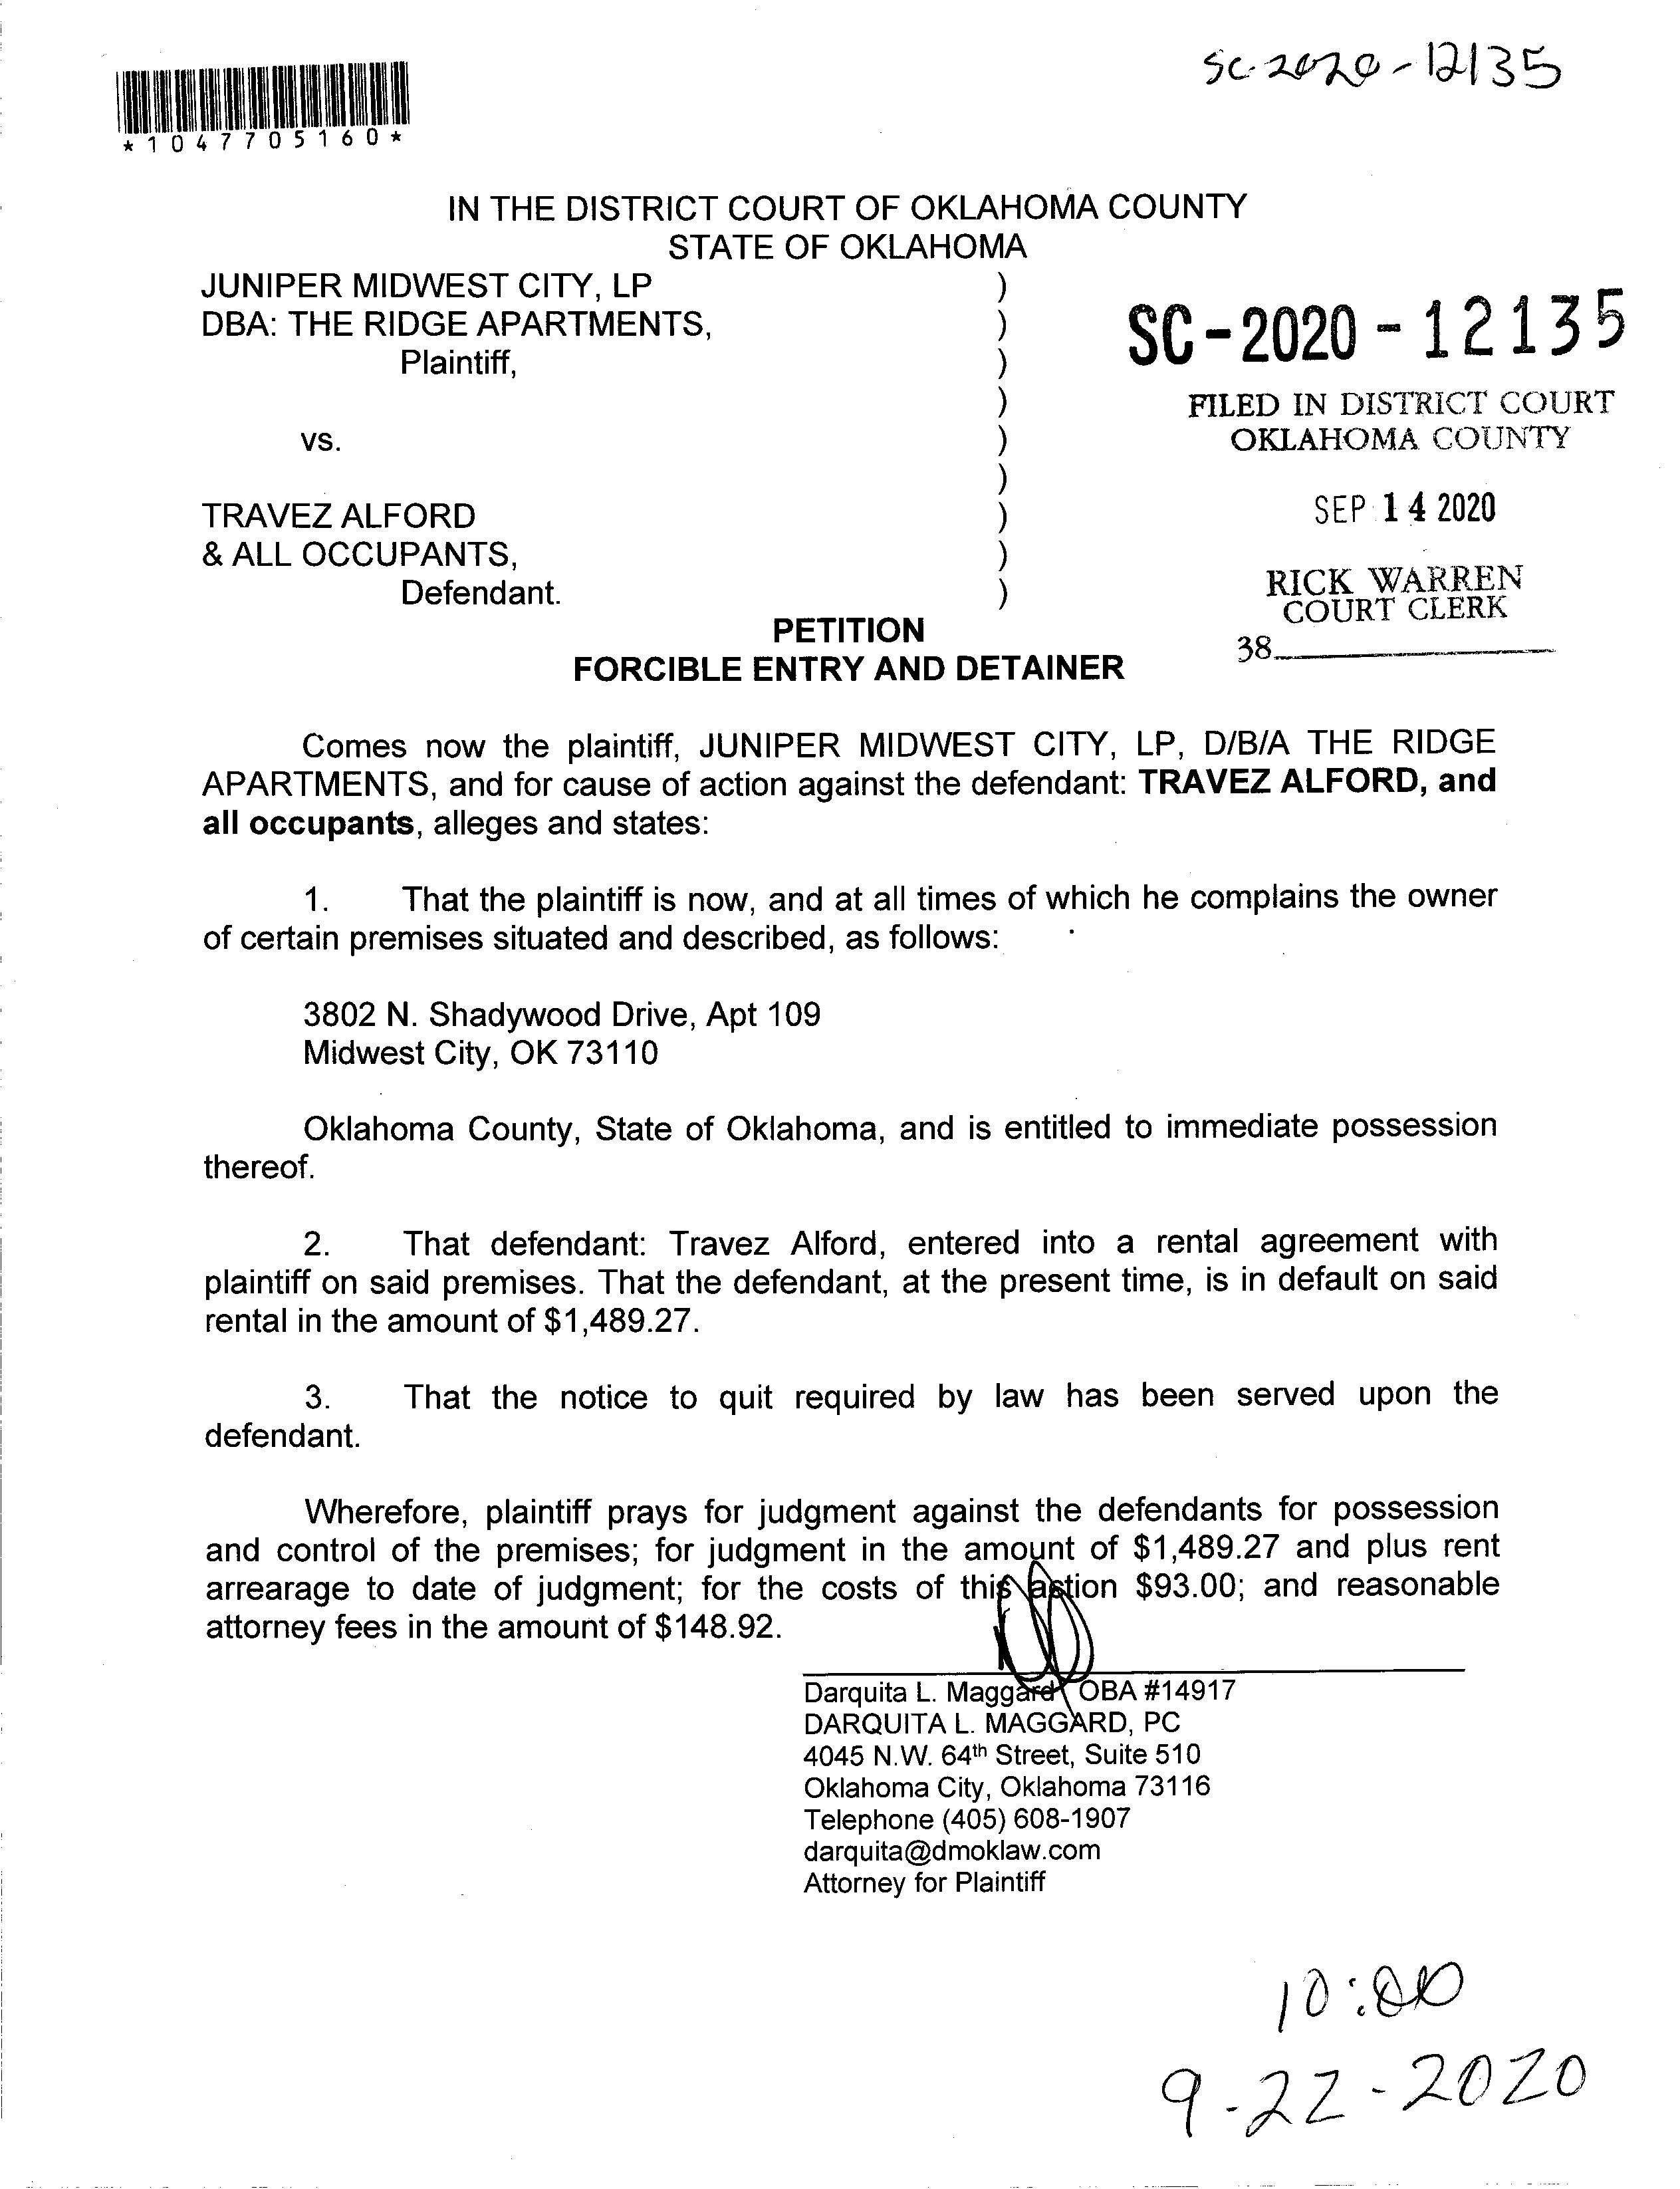 SC-2020-12135
*1047705160*
IN THE DISTRICT COURT OF OKLAHOMA COUNTY
STATE OF OKLAHOMA
JUNIPER MIDWEST CITY, LP )
DBA: THE RIDGE APARTMENTS, )
Plaintiff, )
)
vs. )
)
TRAVEZ ALFORD )
& ALL OCCUPANTS, )
Defendant. )
SC-2020-12135
FILED IN DISTRICT COURT
OKLAHOMA COUNTY
SEP 14 2020
RICK WARREN
COURT CLERK
38
PETITION
FORCIBLE ENTRY AND DETAINER
Comes now the plaintiff, JUNIPER MIDWEST CITY, LP, D/B/A THE RIDGE
APARTMENTS, and for cause of action against the defendant: TRAVEZ ALFORD, and
all occupants, alleges and states:
1. That the plaintiff is now, and at all times of which he complains the owner
of certain premises situated and described, as follows:
3802 N. Shadywood Drive, Apt 109
Midwest City, OK 73110
Oklahoma County, State of Oklahoma, and is entitled to immediate possession
thereof.
2. That defendant: Travez Alford, entered into a rental agreement with
plaintiff on said premises. That the defendant, at the present time, is in default on said
rental in the amount of $1,489.27.
3. That the notice to quit required by law has been served upon the
defendant.
Wherefore, plaintiff prays for judgment against the defendants for possession
and control of the premises; for judgment in the amount of $1,489.27 and plus rent
arrearage to date of judgment; for the costs of this action $93.00; and reasonable
attorney fees in the amount of $148.92.
Darquita L. Maggard OBA #14917
DARQUITA L. MAGGARD, PC
4045 N.W. 64th Street, Suite 510
Oklahoma City, Oklahoma 73116
Telephone (405) 608-1907
darquita@dmoklaw.com
Attorney for Plaintiff
10:00
9-22-2020